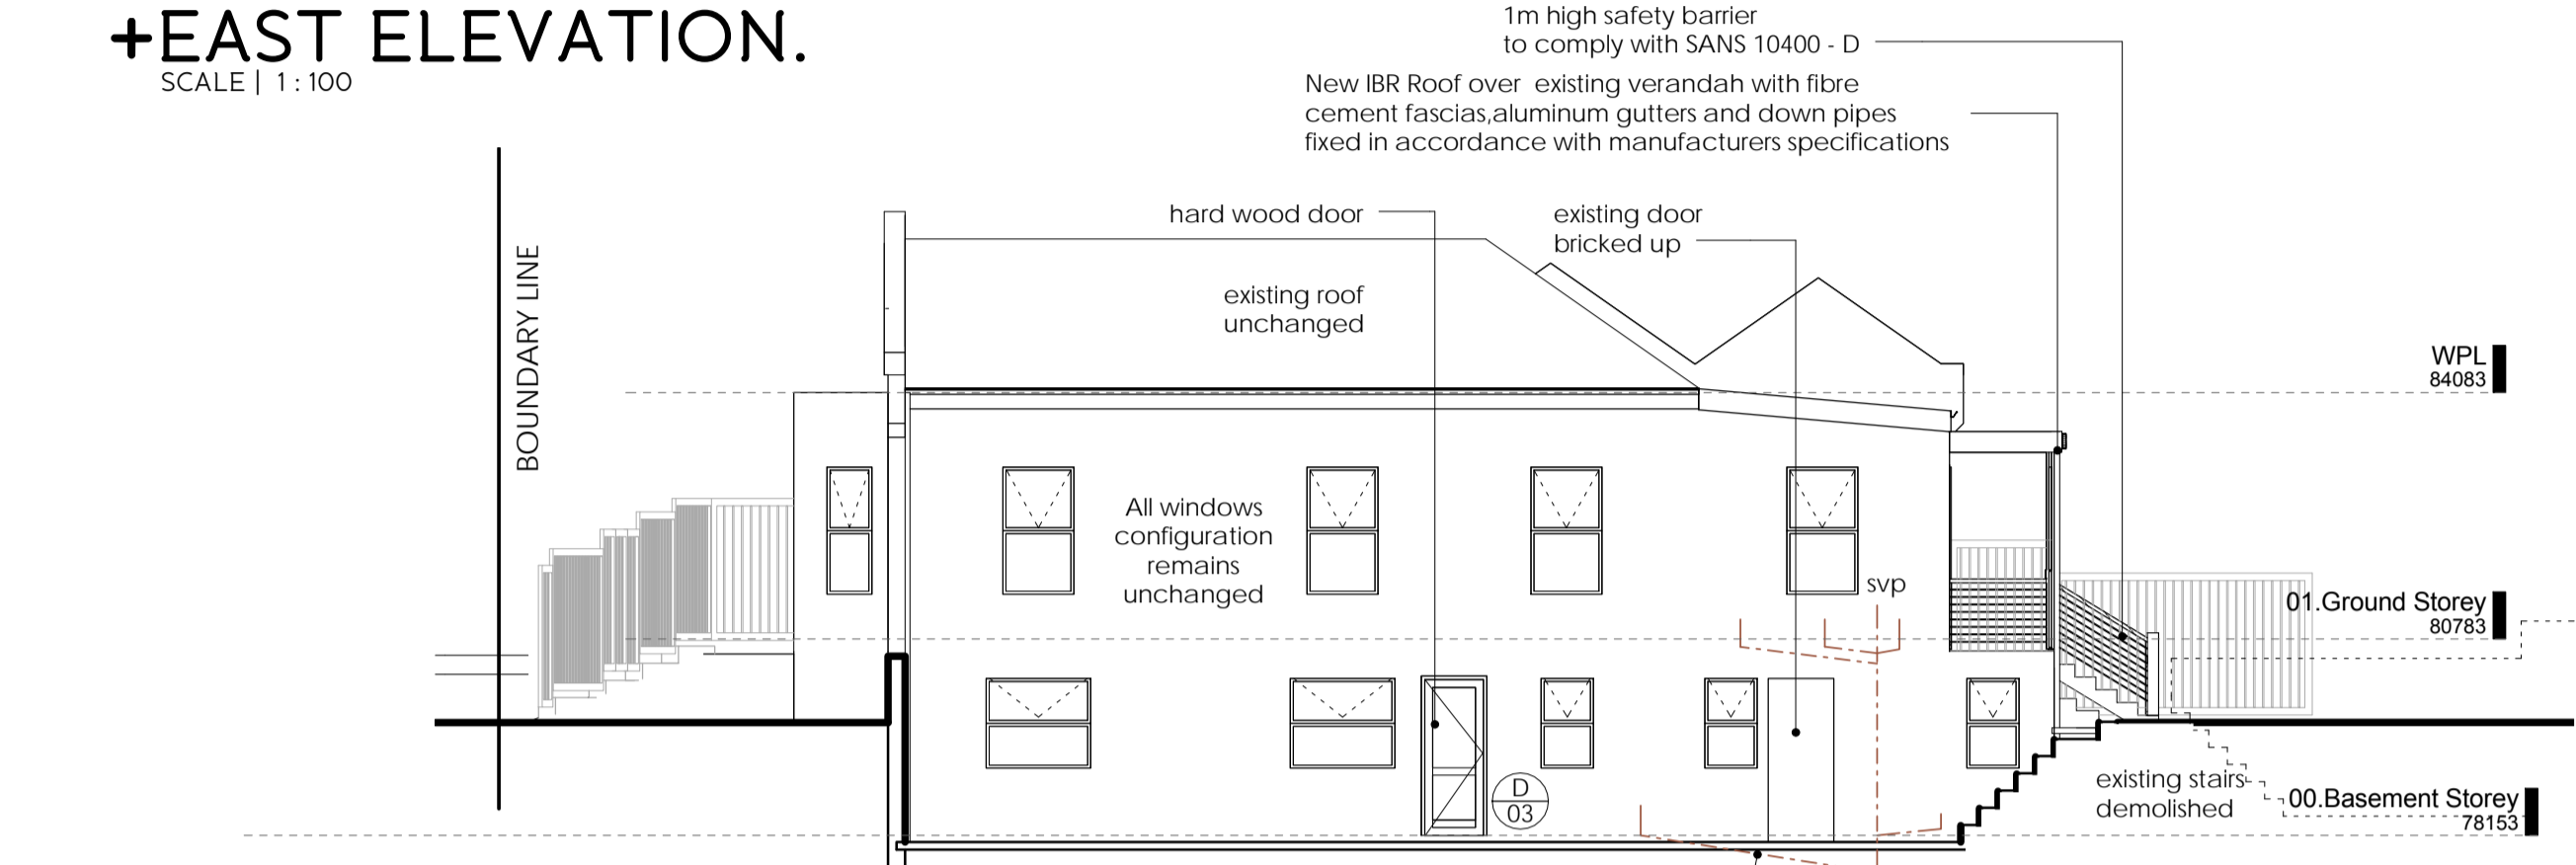 +EAST ELEVATION.
SCALE | 1 : 100
1m high safety barrier
to comply with SANS 10400 - D
New IBR Roof over existing verandah with fibre
cement fascias,aluminum gutters and down pipes
fixed in accordance with manufacturers specifications
hard wood door
existing door
bricked up
BOUNDARY LINE
existing roof
unchanged
WPL
84083
All windows
configuration
remains
unchanged
svp
01.Ground Storey
80783
D
03
existing stairs
demolished
00.Basement Storey
78153